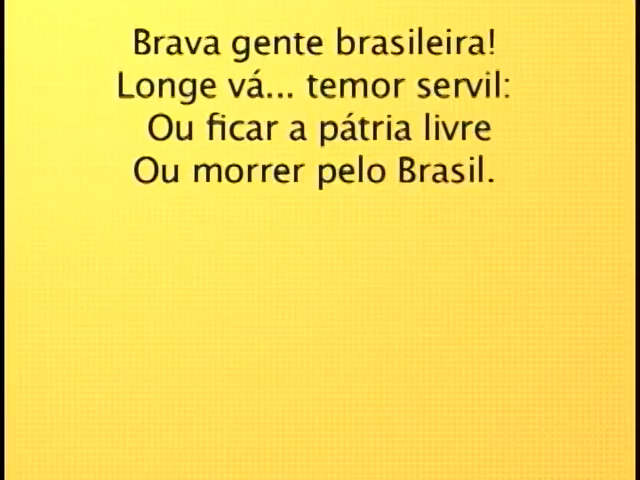 Brava gente brasileira!
Longe vá... temor servil:
Ou ficar a pátria livre
Ou morrer pelo Brasil.